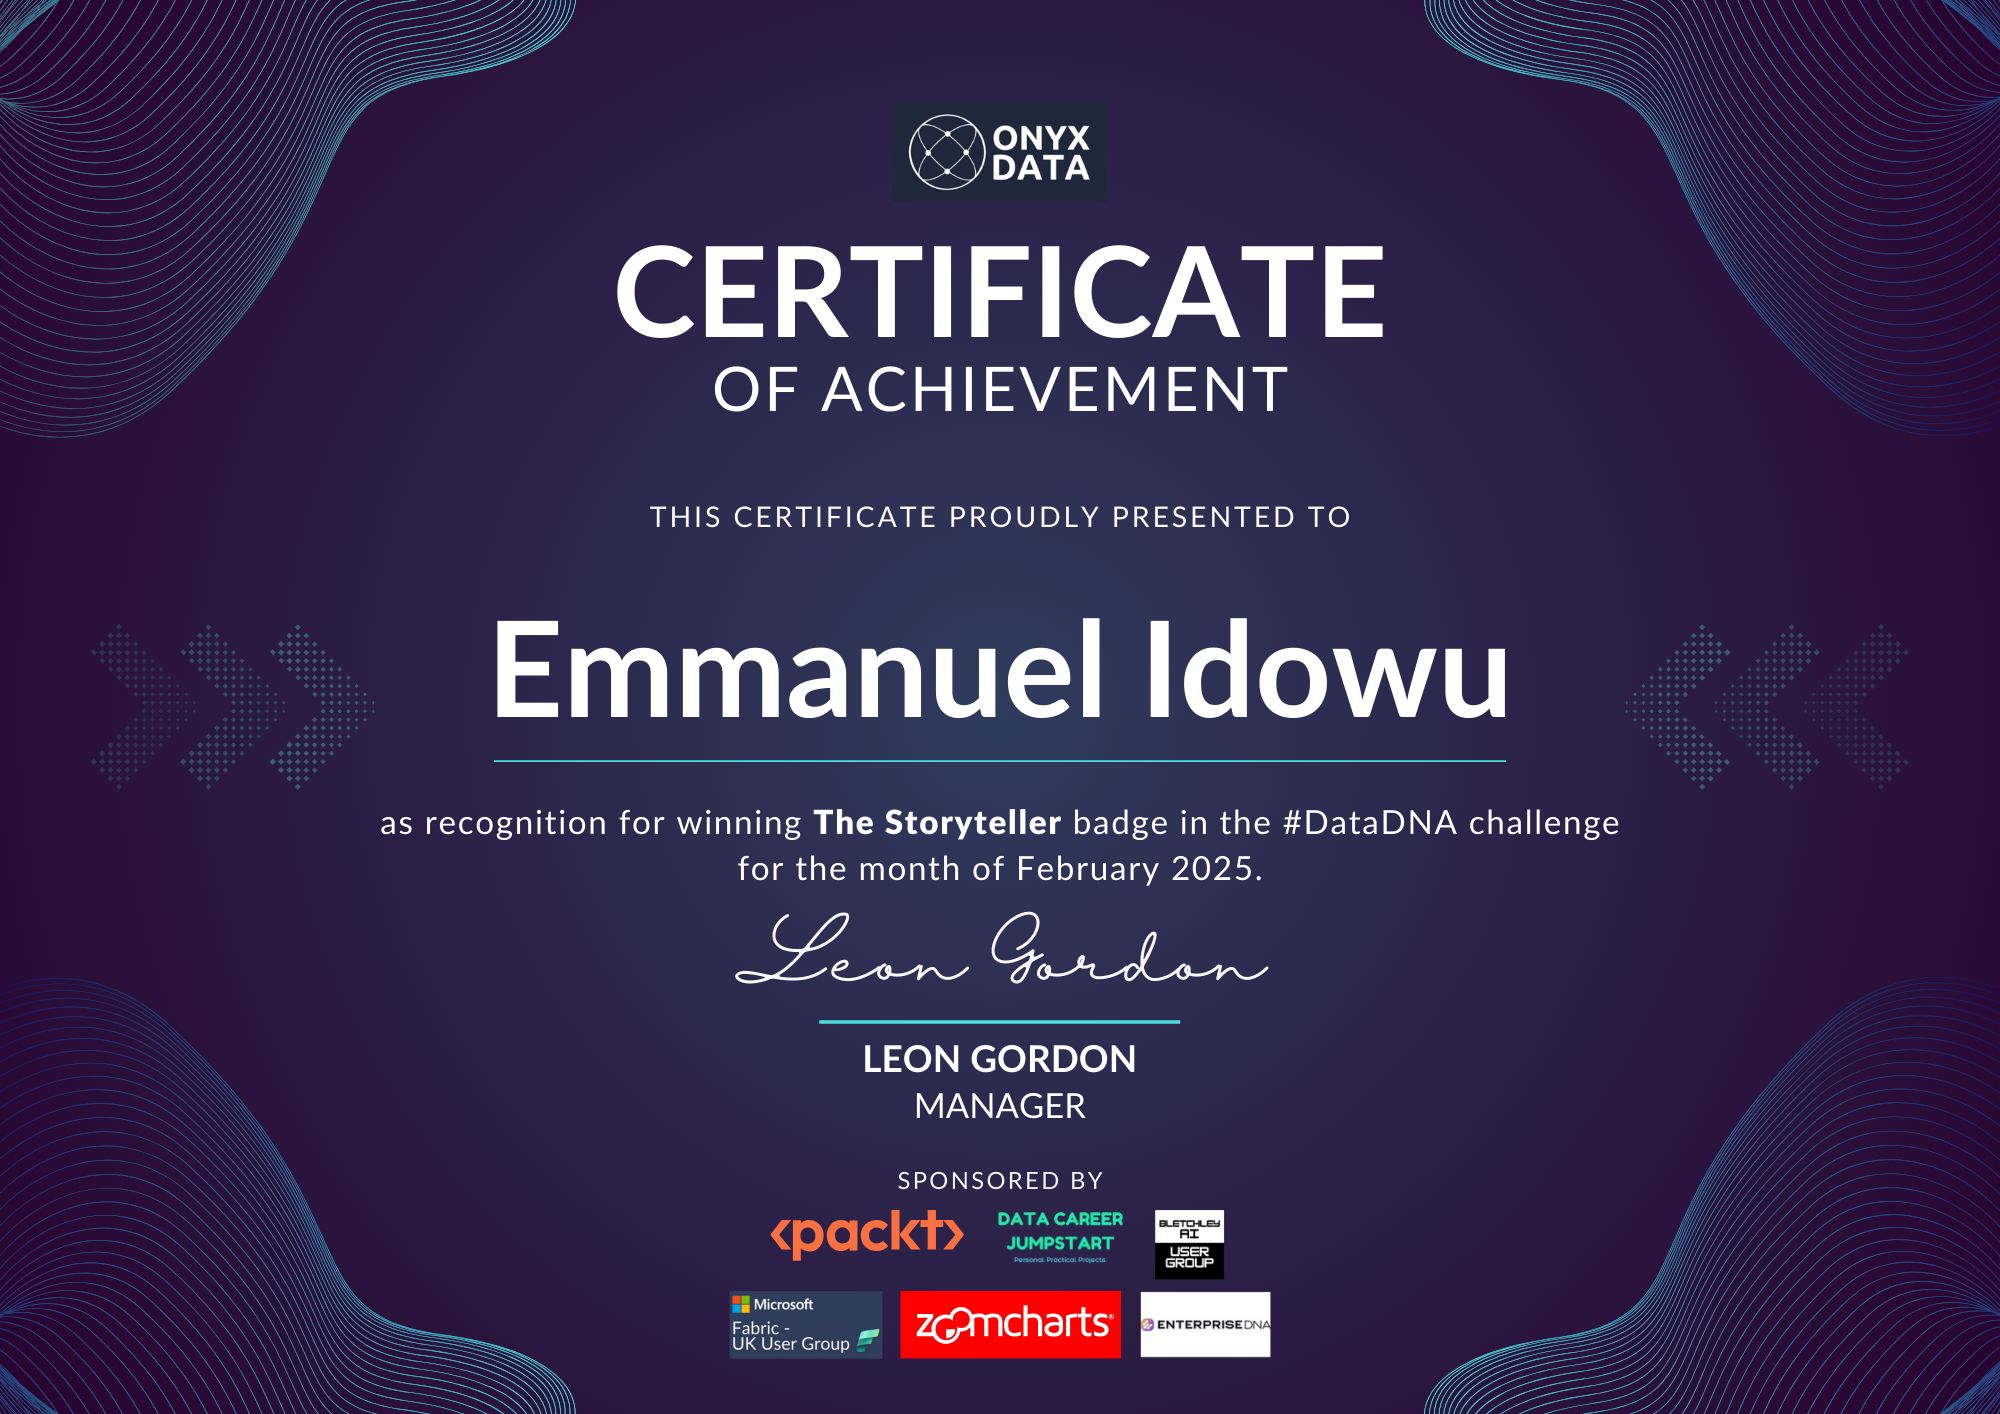 ONYX
DATA
CERTIFICATE
OF ACHIEVEMENT
THIS CERTIFICATE PROUDLY PRESENTED TO
Emmanuel Idowu
as recognition for winning The Storyteller badge in the #DataDNA challenge
for the month of February 2025.
Leon Gordon
LEON GORDON
MANAGER
SPONSORED BY
<packt>
DATA CAREER
JUMPSTART
Personal. Practical. Projects.
BLETCHLEY
AI
USER
GROUP
Microsoft
Fabric -
UK User Group
zoomcharts®
ENTERPRISE DNA